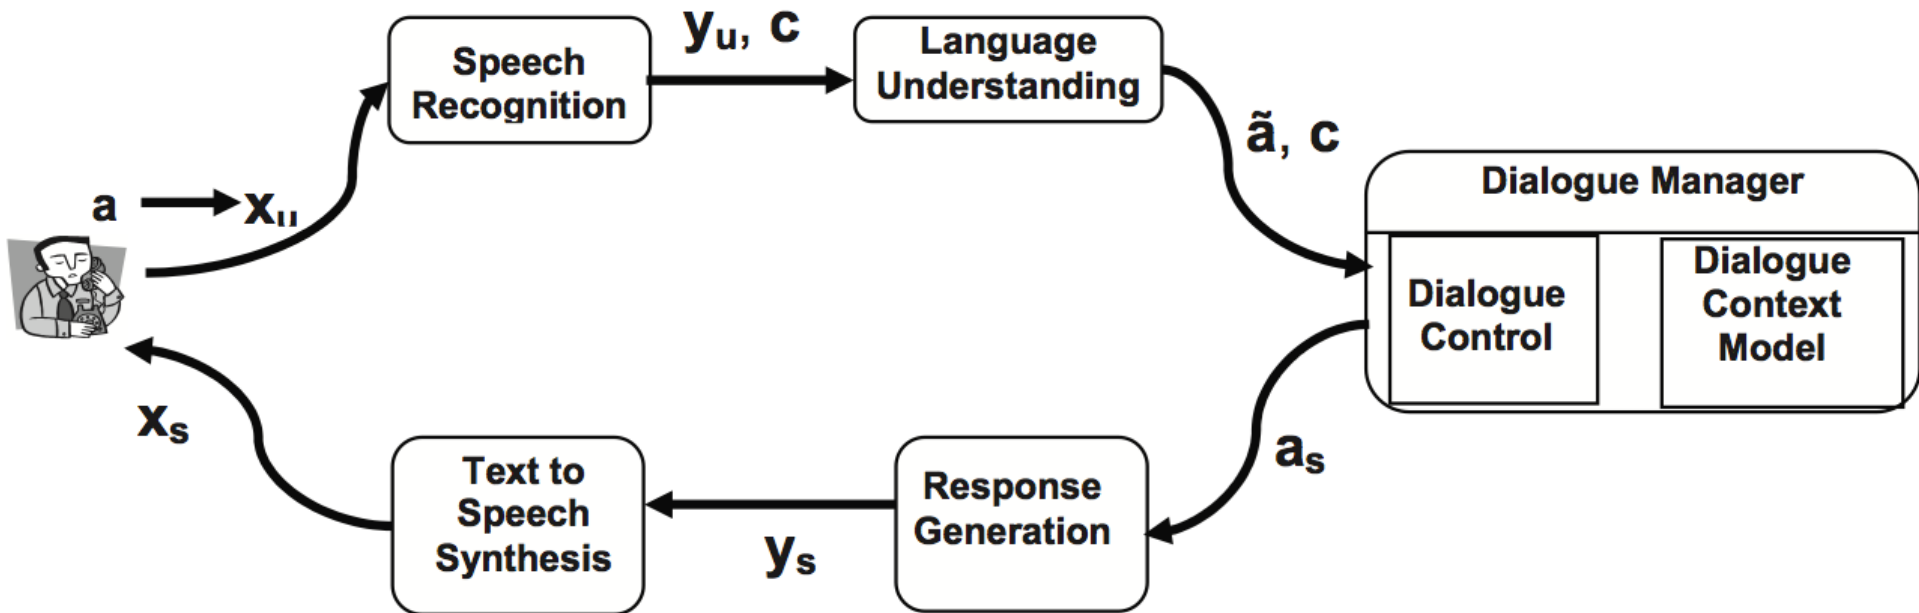 a
xᵤ
Speech
Recognition
yᵤ, c
Language
Understanding
ã, c
Dialogue Manager
Dialogue
Control
Dialogue
Context
Model
aₛ
Response
Generation
yₛ
Text to
Speech
Synthesis
xₛ